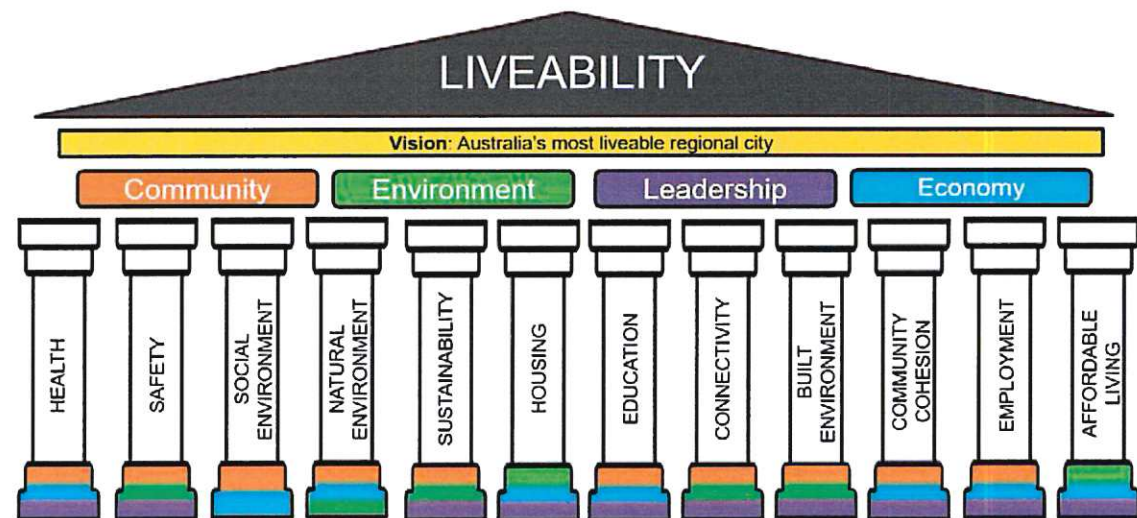 LIVEABILITY
Vision: Australia's most liveable regional city
Community
Environment
Leadership
Economy
HEALTH
SAFETY
SOCIAL
ENVIRONMENT
NATURAL
ENVIRONMENT
SUSTAINABILITY
HOUSING
EDUCATION
CONNECTIVITY
BUILT
ENVIRONMENT
COMMUNITY
COHESION
EMPLOYMENT
AFFORDABLE
LIVING